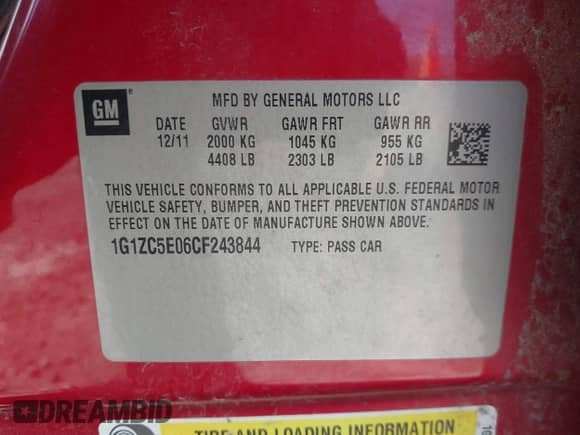 GM
MFD BY GENERAL MOTORS LLC
DATE GVWR GAWR FRT GAWR RR
12/11 2000 KG 1045 KG 955 KG
4408 LB 2303 LB 2105 LB
THIS VEHICLE CONFORMS TO ALL APPLICABLE U.S. FEDERAL MOTOR
VEHICLE SAFETY, BUMPER, AND THEFT PREVENTION STANDARDS IN
EFFECT ON THE DATE OF MANUFACTURE SHOWN ABOVE.
1G1ZC5E06CF243844 TYPE: PASS CAR
DREAMBID
TIRE AND LOADING INFORMATION